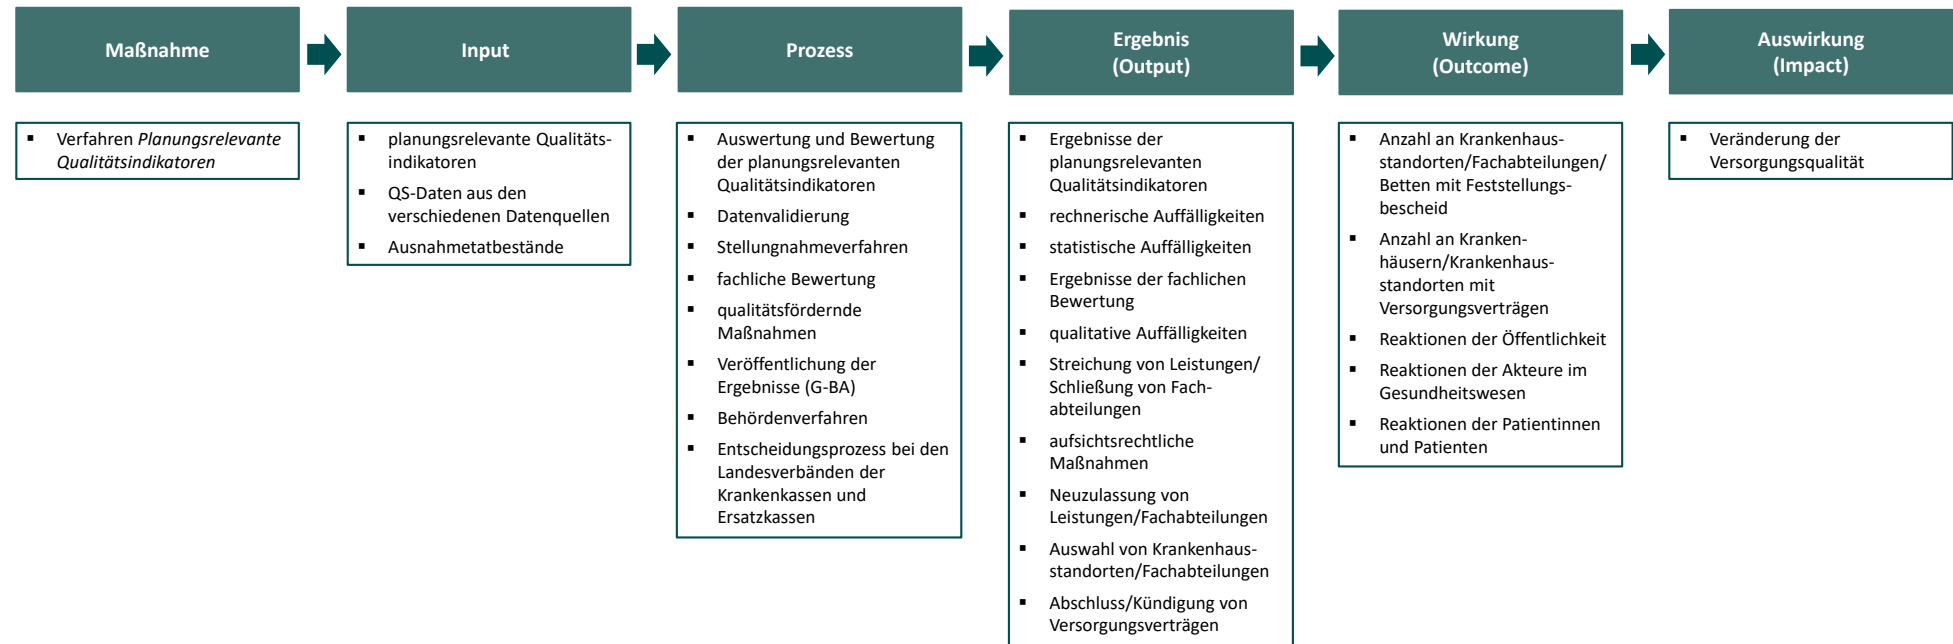 Maßnahme
Input
Prozess
Ergebnis
(Output)
Wirkung
(Outcome)
Auswirkung
(Impact)
▪ Verfahren Planungsrelevante
Qualitätsindikatoren
▪ planungsrelevante Qualitäts-
indikatoren
▪ QS-Daten aus den
verschiedenen Datenquellen
▪ Ausnahmetatbestände
▪ Auswertung und Bewertung
der planungsrelevanten
Qualitätsindikatoren
▪ Datenvalidierung
▪ Stellungnahmeverfahren
▪ fachliche Bewertung
▪ qualitätsfördernde
Maßnahmen
▪ Veröffentlichung der
Ergebnisse (G-BA)
▪ Behördenverfahren
▪ Entscheidungsprozess bei den
Landesverbänden der
Krankenkassen und
Ersatzkassen
▪ Ergebnisse der
planungsrelevanten
Qualitätsindikatoren
▪ rechnerische Auffälligkeiten
▪ statistische Auffälligkeiten
▪ Ergebnisse der fachlichen
Bewertung
▪ qualitative Auffälligkeiten
▪ Streichung von Leistungen/
Schließung von Fach-
abteilungen
▪ aufsichtsrechtliche
Maßnahmen
▪ Neuzulassung von
Leistungen/Fachabteilungen
▪ Auswahl von Krankenhaus-
standorten/Fachabteilungen
▪ Abschluss/Kündigung von
Versorgungsverträgen
▪ Anzahl an Krankenhaus-
standorten/Fachabteilungen/
Betten mit Feststellungs-
bescheid
▪ Anzahl an Kranken-
häusern/Krankenhaus-
standorten mit
Versorgungsverträgen
▪ Reaktionen der Öffentlichkeit
▪ Reaktionen der Akteure im
Gesundheitswesen
▪ Reaktionen der Patientinnen
und Patienten
▪ Veränderung der
Versorgungsqualität